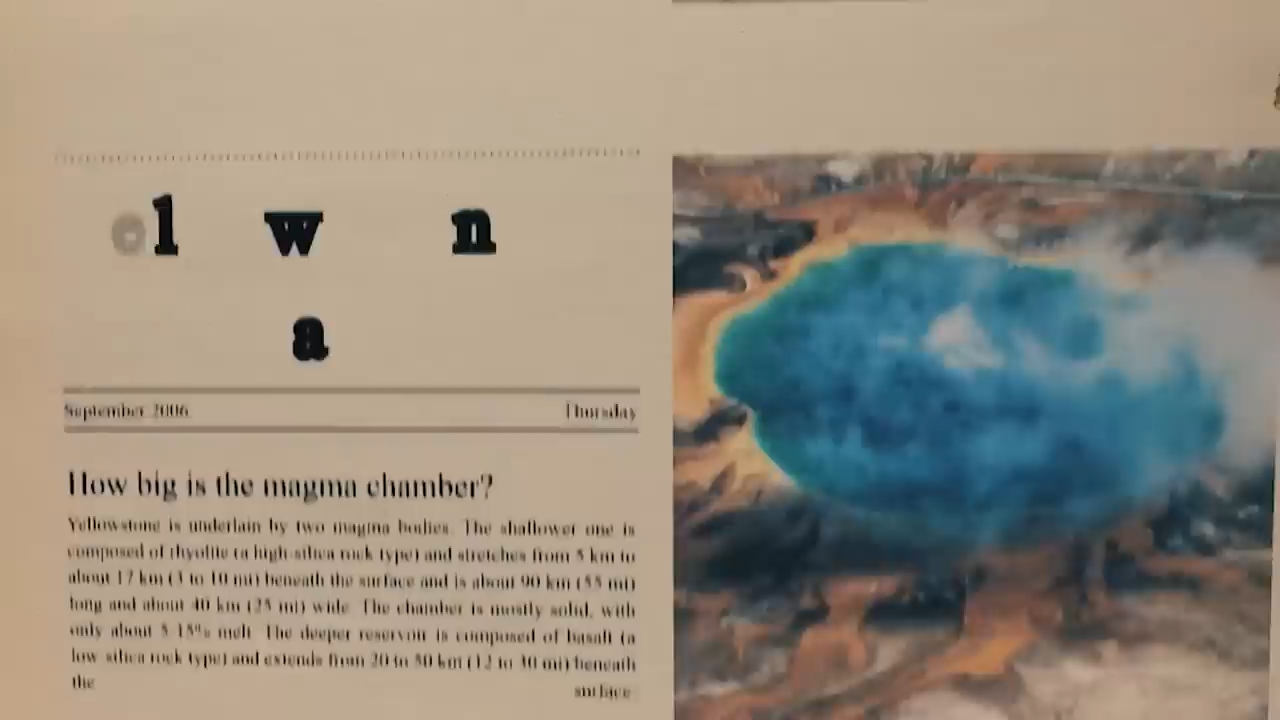 el w n
a
September 2006 Thursday
How big is the magma chamber?
Yellowstone is underlain by two magma bodies. The shallower one is
composed of rhyolite (a high-silica rock type) and stretches from 5 km to
about 17 km (3 to 10 mi) beneath the surface and is about 90 km (55 mi)
long and about 40 km (25 mi) wide. The chamber is mostly solid, with
only about 5-15% melt. The deeper reservoir is composed of basalt (a
low-silica rock type) and extends from 20 to 50 km (12 to 30 mi) beneath
the surface.